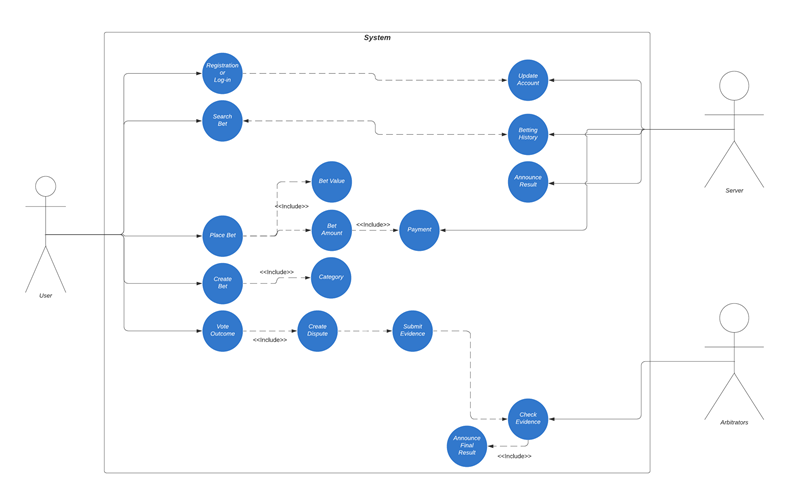 System
Registration
or
Log-in
Update
Account
Search
Bet
Betting
History
Announce
Result
Server
Bet Value
<<Include>>
User
Place Bet
Bet
Amount
<<Include>>
Payment
Create
Bet
<<Include>>
Category
Vote
Outcome
<<Include>>
Create
Dispute
Submit
Evidence
Check
Evidence
Arbitrators
Announce
Final
Result
<<Include>>